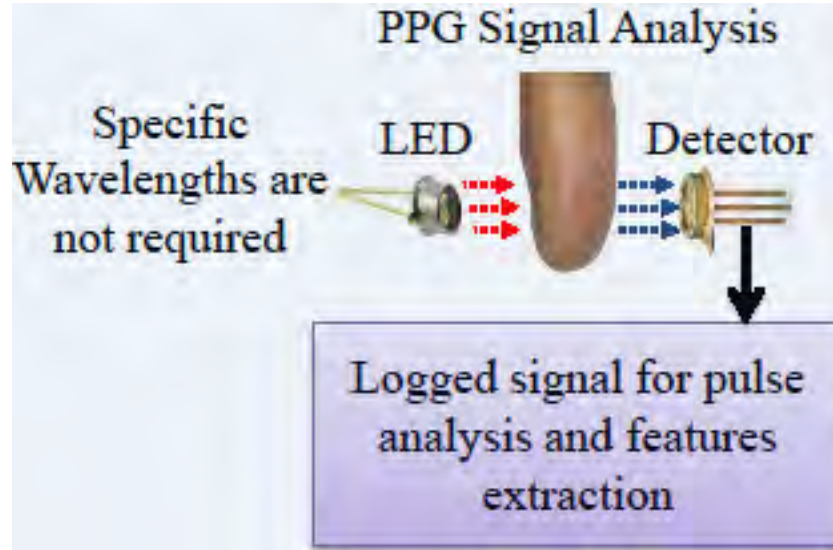 PPG Signal Analysis
Specific
Wavelengths are
not required
LED
Detector
Logged signal for pulse
analysis and features
extraction